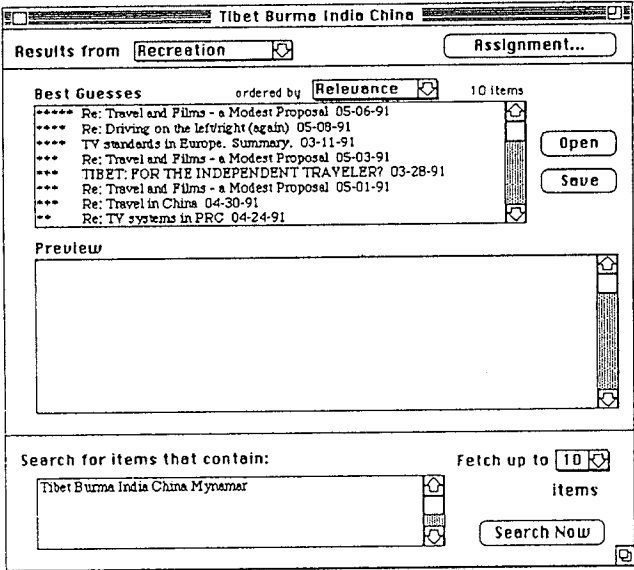 Tibet Burma India China
Results from Recreation Assignment...
Best Guesses ordered by Relevance 10 items
***** Re: Travel and Films - a Modest Proposal 05-06-91
**** Re: Driving on the left/right (again) 05-08-91
**** TV standards in Europe. Summary. 03-11-91
*** Re: Travel and Films - a Modest Proposal 05-03-91
*** TIBET: FOR THE INDEPENDENT TRAVELER? 03-28-91
*** Re: Travel and Films - a Modest Proposal 05-01-91
*** Re: Travel in China 04-30-91
** Re: TV systems in PRC 04-24-91
Open
Save
Preview
Search for items that contain:
Tibet Burma India China Mynamar
Fetch up to 10
items
Search Now